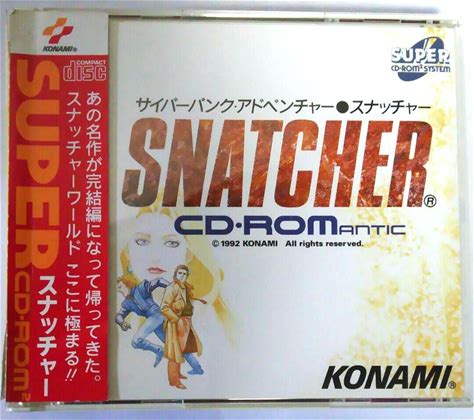 KONAMI
COMPACT
disc
あの名作が完結編になって帰ってきた。
スナッチャーワールド ここに極まる!!
SUPER CD-ROM2 スナッチャー
SUPER
CD-ROM2 SYSTEM
サイバーパンク・アドベンチャー●スナッチャー
SNATCHER®
CD・ROMANTIC
© 1992 KONAMI All rights reserved.
KONAMI®